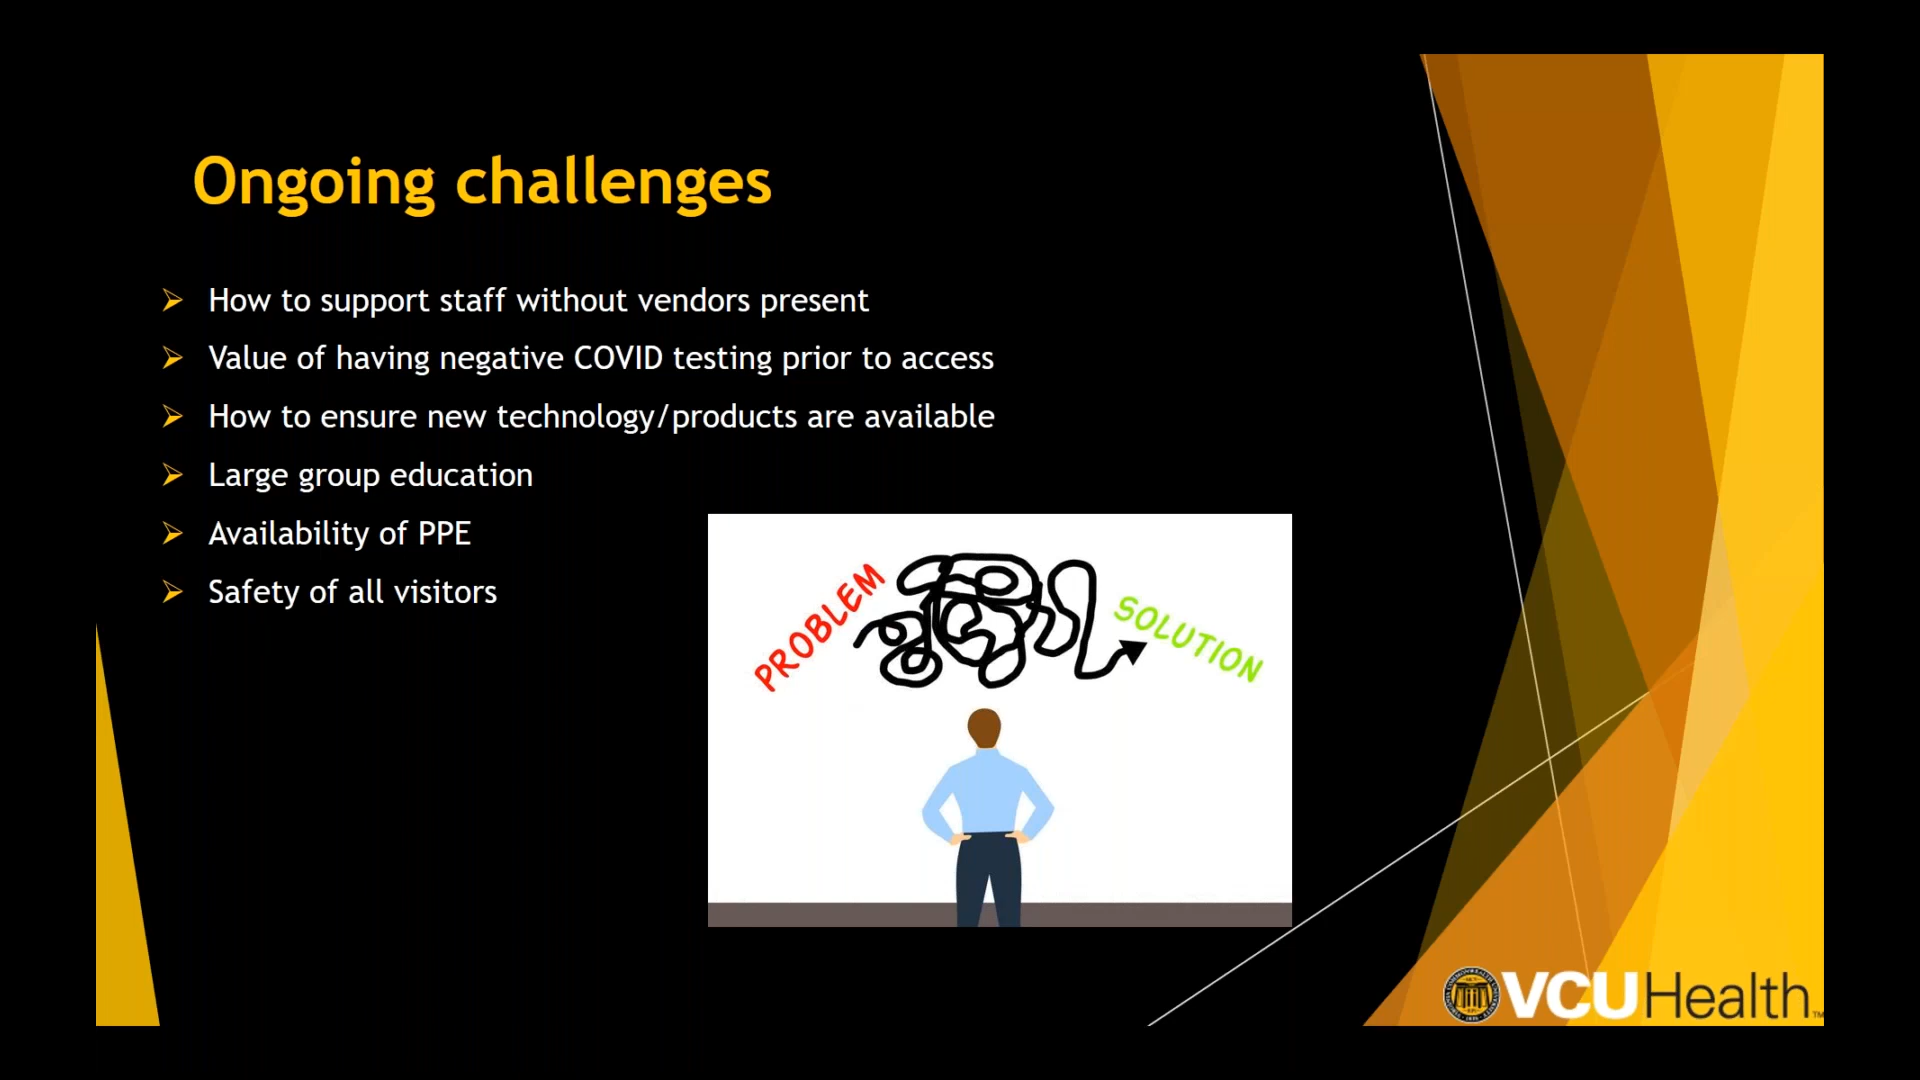 Ongoing challenges
How to support staff without vendors present
Value of having negative COVID testing prior to access
How to ensure new technology/products are available
Large group education
Availability of PPE
Safety of all visitors
PROBLEM
SOLUTION
VCUHealth™